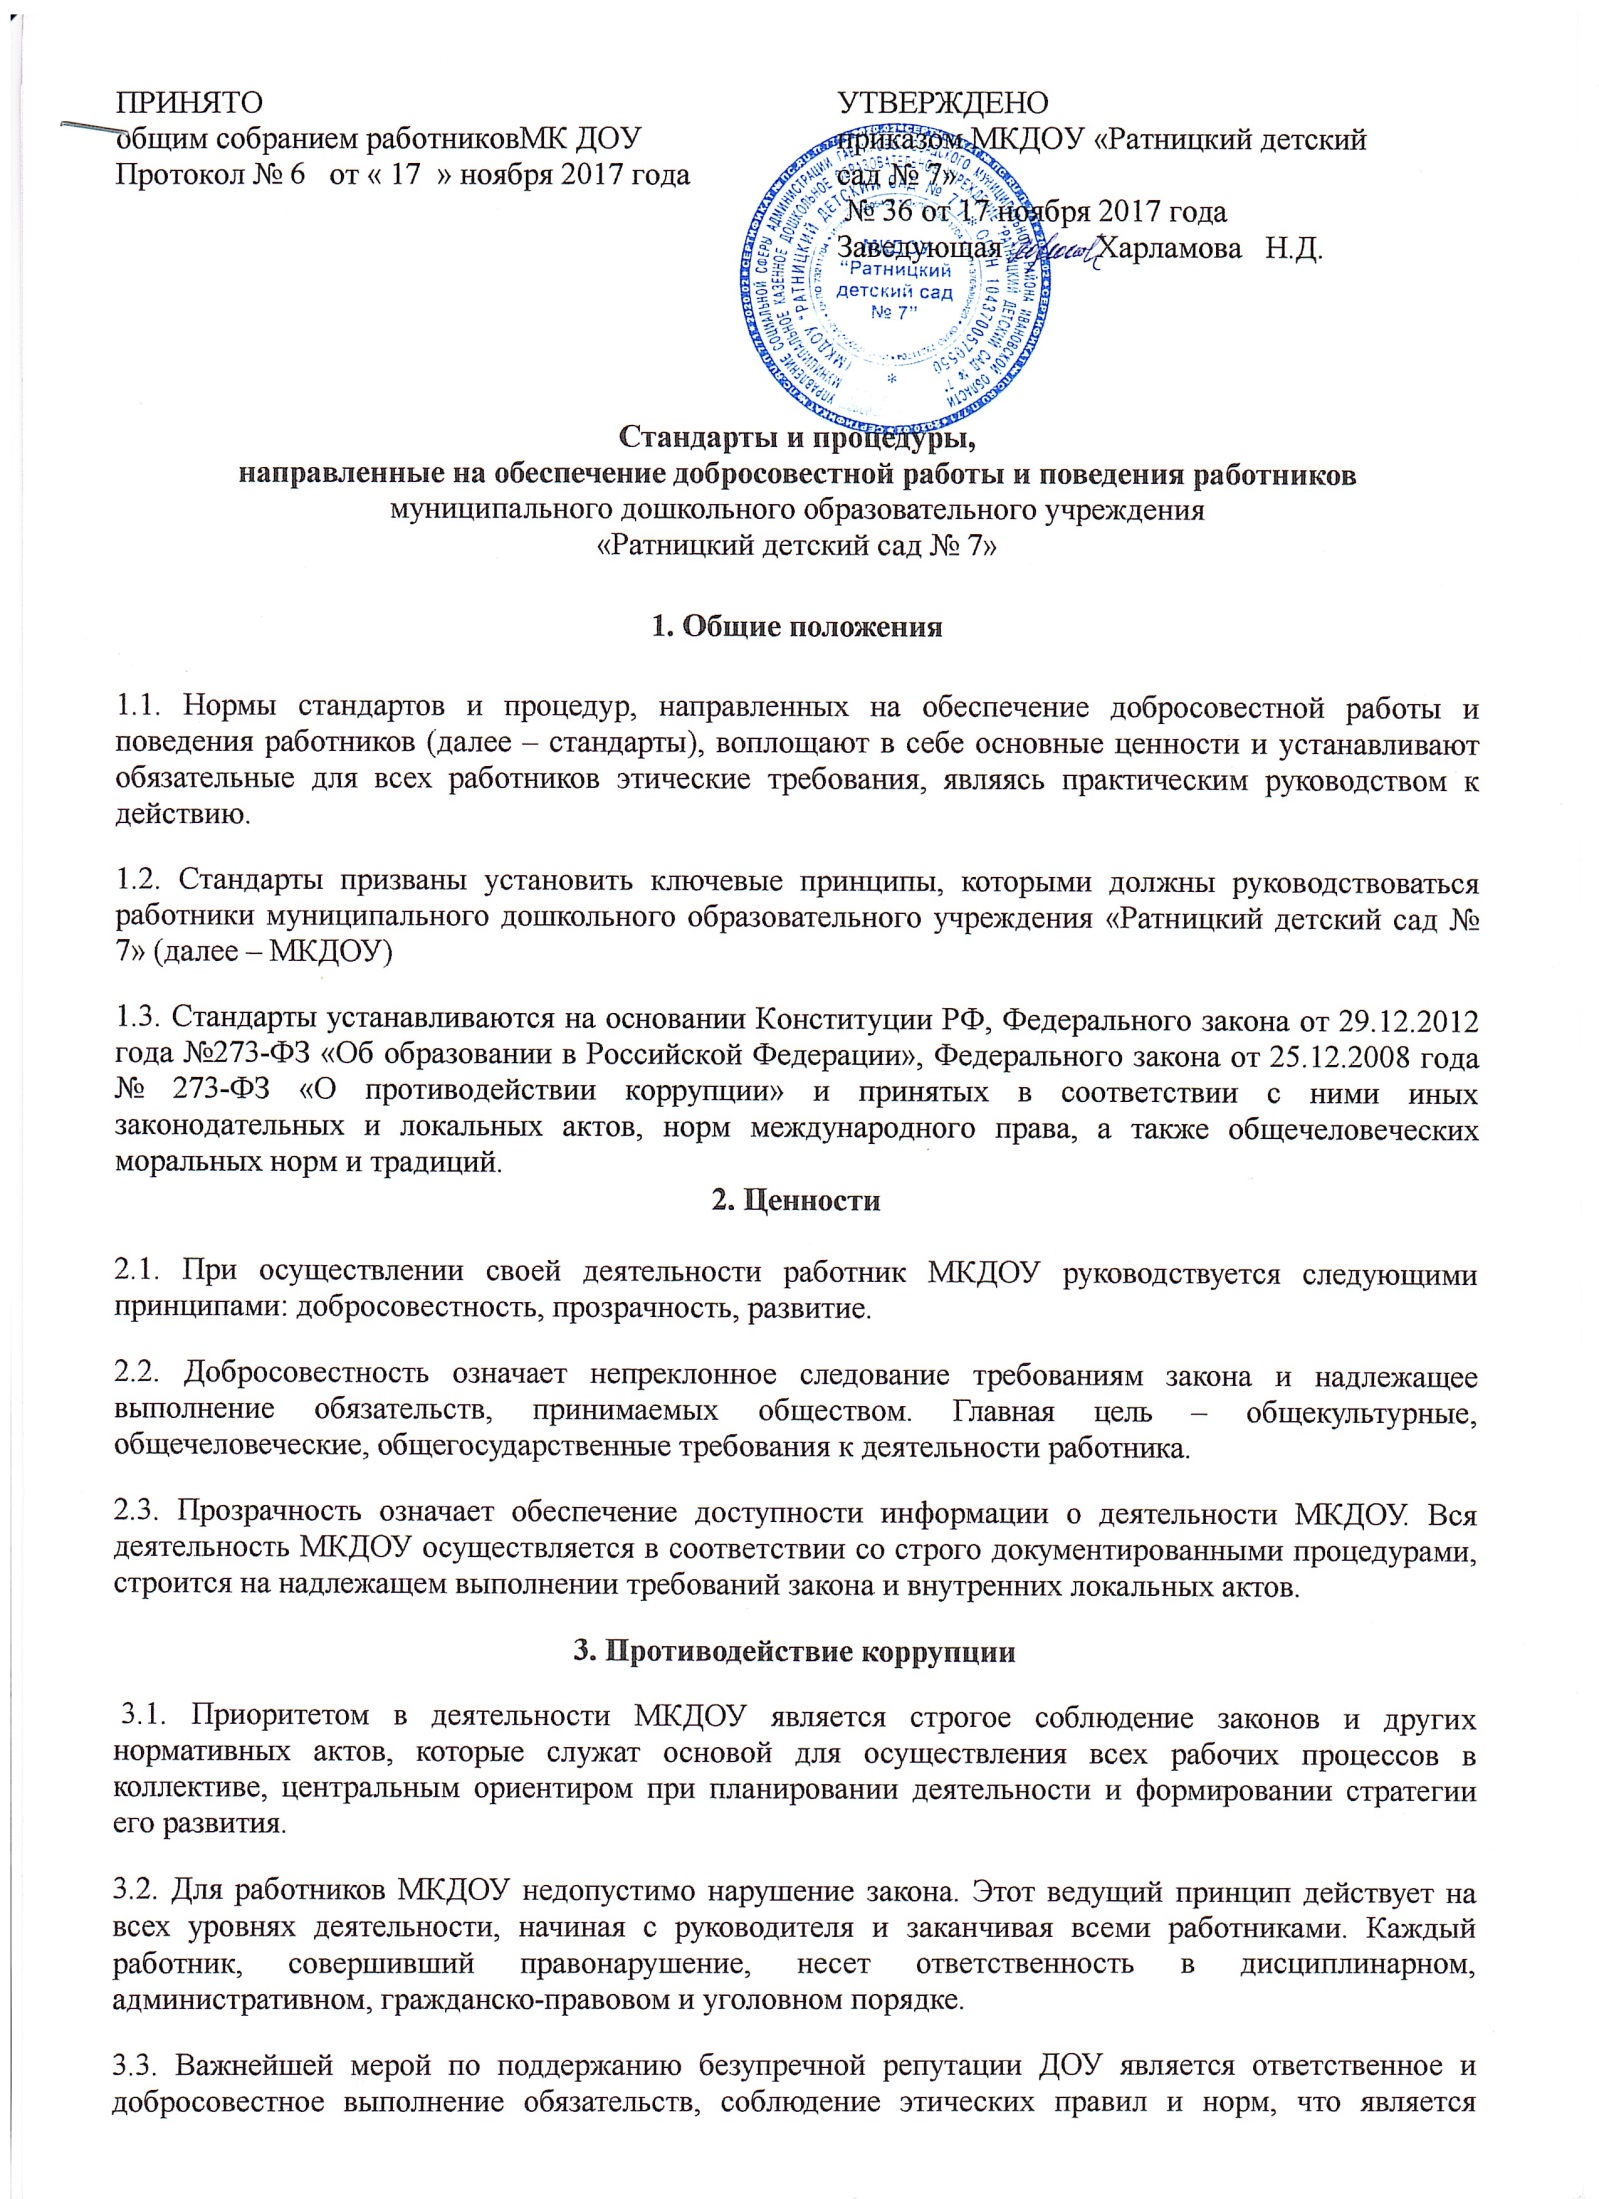 ПРИНЯТО
общим собранием работниковМК ДОУ
Протокол № 6 от « 17 » ноября 2017 года
УТВЕРЖДЕНО
приказом МКДОУ «Ратницкий детский
сад № 7»
№ 36 от 17 ноября 2017 года
Заведующая Харламова Н.Д.
"Ратницкий
детский сад
№ 7"
Стандарты и процедуры,
направленные на обеспечение добросовестной работы и поведения работников
муниципального дошкольного образовательного учреждения
«Ратницкий детский сад № 7»
1. Общие положения
1.1. Нормы стандартов и процедур, направленных на обеспечение добросовестной работы и
поведения работников (далее – стандарты), воплощают в себе основные ценности и устанавливают
обязательные для всех работников этические требования, являясь практическим руководством к
действию.
1.2. Стандарты призваны установить ключевые принципы, которыми должны руководствоваться
работники муниципального дошкольного образовательного учреждения «Ратницкий детский сад №
7» (далее – МКДОУ)
1.3. Стандарты устанавливаются на основании Конституции РФ, Федерального закона от 29.12.2012
года №273-ФЗ «Об образовании в Российской Федерации», Федерального закона от 25.12.2008 года
№ 273-ФЗ «О противодействии коррупции» и принятых в соответствии с ними иных
законодательных и локальных актов, норм международного права, а также общечеловеческих
моральных норм и традиций.
2. Ценности
2.1. При осуществлении своей деятельности работник МКДОУ руководствуется следующими
принципами: добросовестность, прозрачность, развитие.
2.2. Добросовестность означает непреклонное следование требованиям закона и надлежащее
выполнение обязательств, принимаемых обществом. Главная цель – общекультурные,
общечеловеческие, общегосударственные требования к деятельности работника.
2.3. Прозрачность означает обеспечение доступности информации о деятельности МКДОУ. Вся
деятельность МКДОУ осуществляется в соответствии со строго документированными процедурами,
строится на надлежащем выполнении требований закона и внутренних локальных актов.
3. Противодействие коррупции
3.1. Приоритетом в деятельности МКДОУ является строгое соблюдение законов и других
нормативных актов, которые служат основой для осуществления всех рабочих процессов в
коллективе, центральным ориентиром при планировании деятельности и формировании стратегии
его развития.
3.2. Для работников МКДОУ недопустимо нарушение закона. Этот ведущий принцип действует на
всех уровнях деятельности, начиная с руководителя и заканчивая всеми работниками. Каждый
работник, совершивший правонарушение, несет ответственность в дисциплинарном,
административном, гражданско-правовом и уголовном порядке.
3.3. Важнейшей мерой по поддержанию безупречной репутации ДОУ является ответственное и
добросовестное выполнение обязательств, соблюдение этических правил и норм, что является